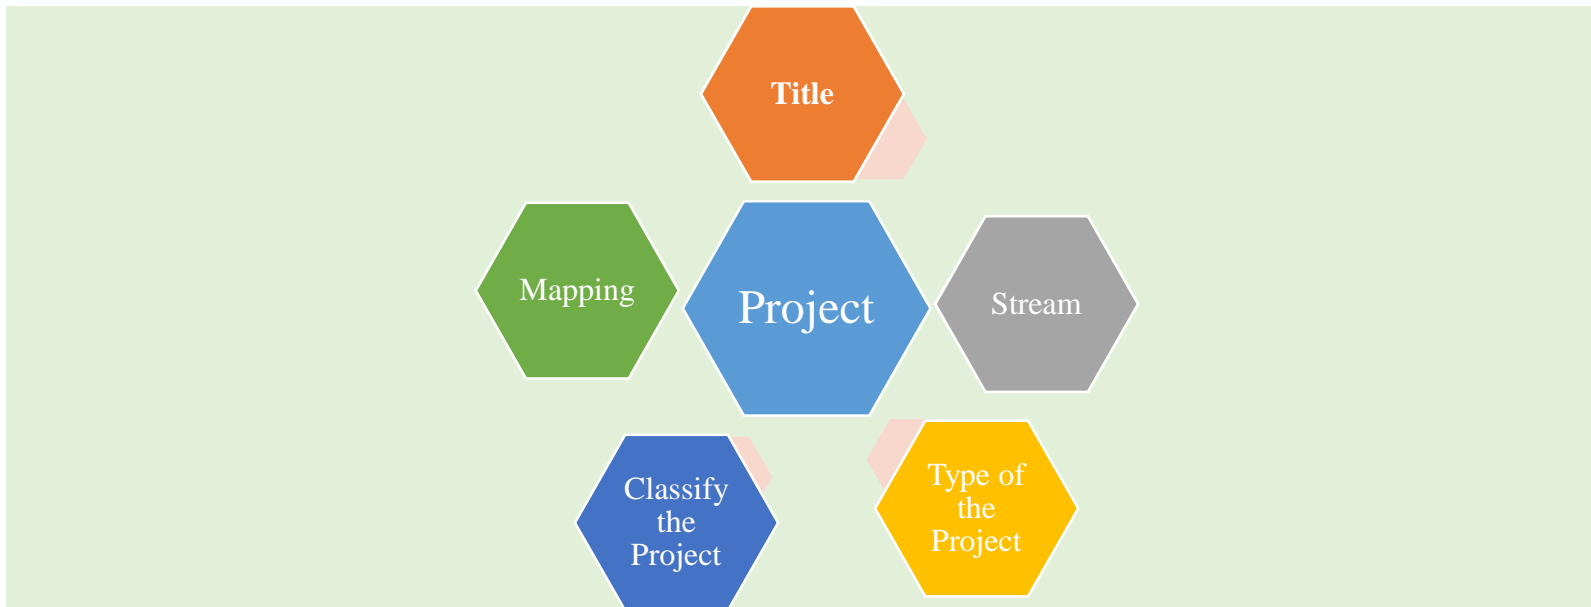 Title
Mapping
Project
Stream
Classify
the
Project
Type of
the
Project